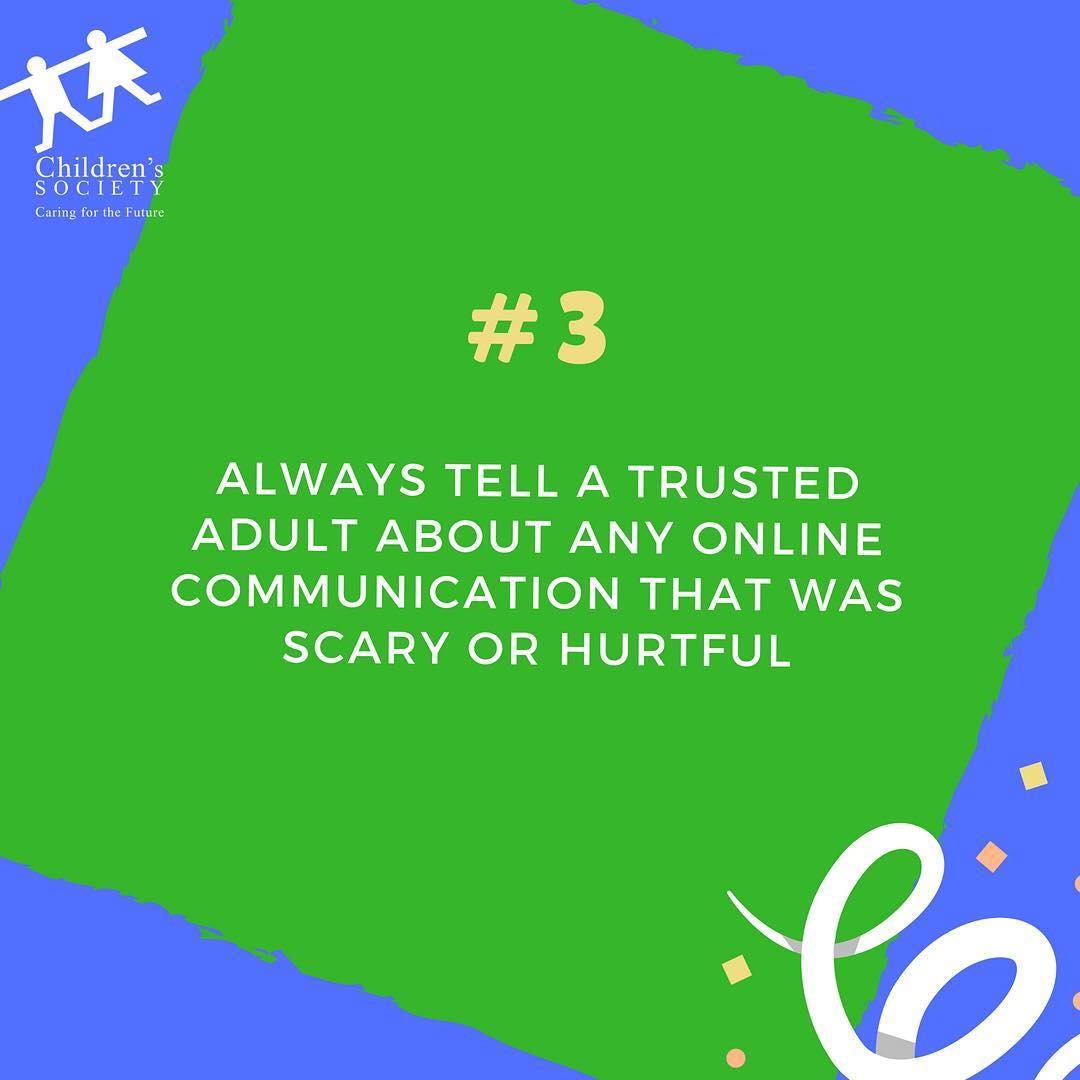 Children's
SOCIETY
Caring for the Future
#3
ALWAYS TELL A TRUSTED
ADULT ABOUT ANY ONLINE
COMMUNICATION THAT WAS
SCARY OR HURTFUL